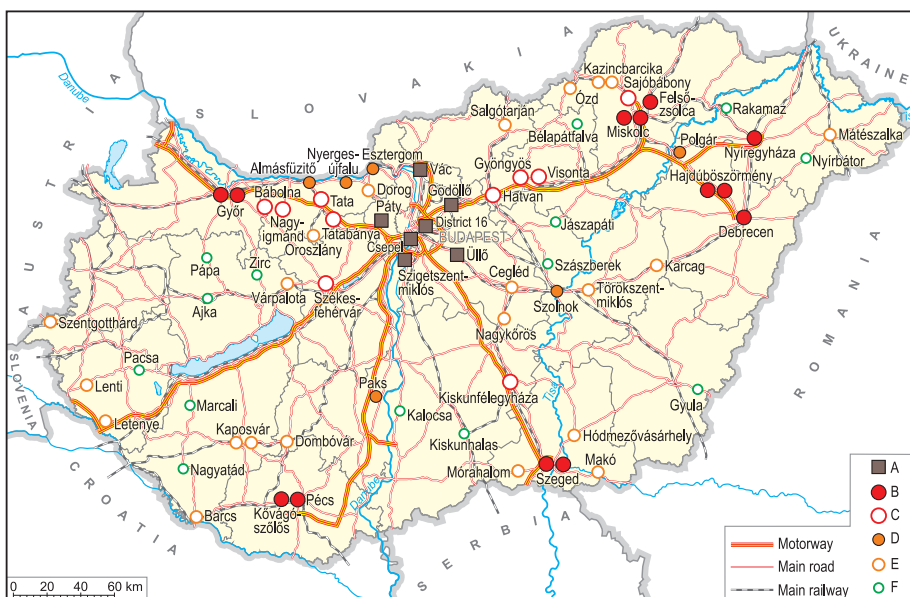 UKRAINE
SLOVAKIA
AUSTRIA
Danube
Kazincbarcika
Sajóbábony
Ózd
Felső-
zsolca
Rakamaz
Salgótarján
Bélapátfalva
Miskolc
Mátészalka
Nyerges-
újfalu
Esztergom
Almásfüzitő
Vác
Polgár
Nyíregyháza
Gyöngyös
Visonta
Nyírbátor
Dorog
Gödöllő
Hajdúböszörmény
Bábolna
Tata
Páty
Hatvan
Győr
District 16
Jászapáti
Debrecen
Nagy-
igmánd
Tatabánya
BUDAPEST
Oroszlány
Csepel
Üllő
Pápa
Zirc
Szigetszent-
miklós
Cegléd
Szászberek
Karcag
Várpalota
Székes-
fehérvár
Szolnok
Törökszent-
miklós
Ajka
Nagykőrös
Szentgotthárd
ROMANIA
SLOVENIA
Pacsa
Lenti
Paks
Tisa
Kiskunfélegyháza
Gyula
Marcali
Kalocsa
Letenye
Kaposvár
Dombóvár
Kiskunhalas
Hódmezővásárhely
Nagyatád
Mórahalom
Makó
Szeged
CROATIA
Pécs
Danube
Barcs
Kővágó-
szőlős
SERBIA
A
B
C
D
E
F
Motorway
Main road
Main railway
0 20 40 60 km